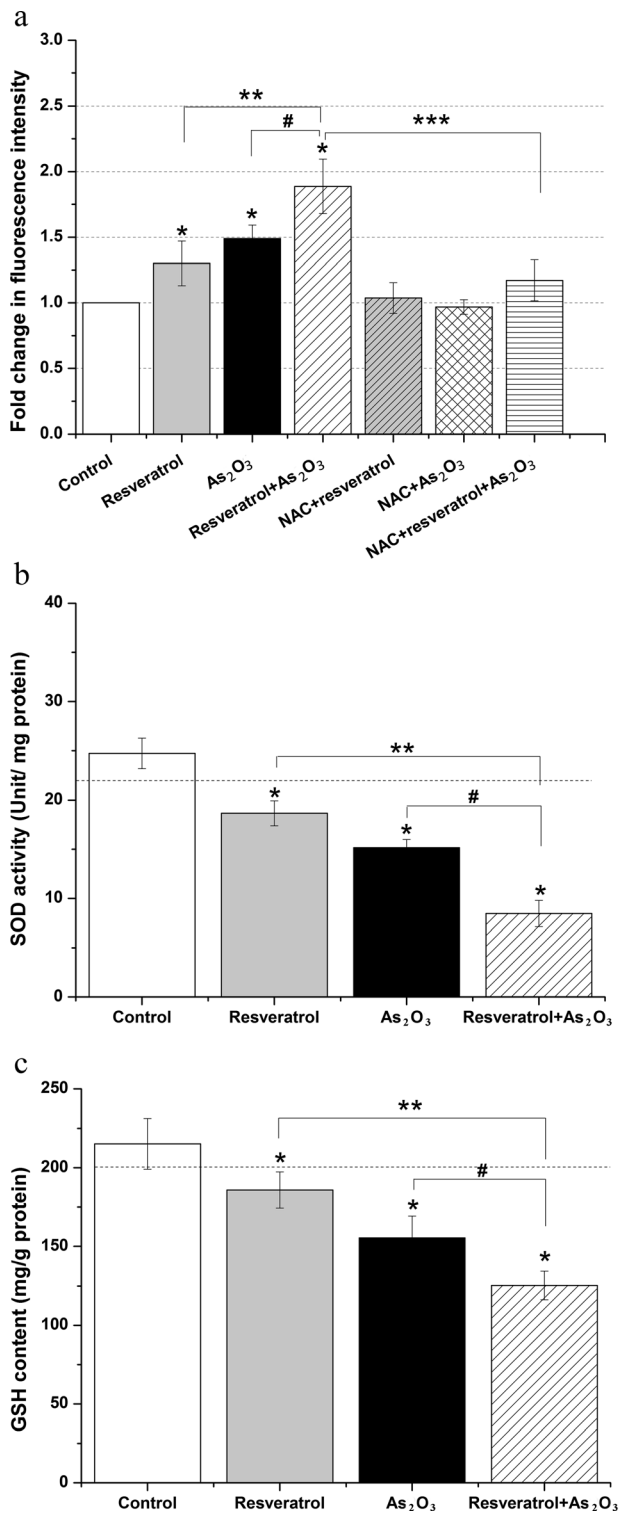 a
3.0
2.5
2.0
1.5
1.0
0.5
0.0
Fold change in fluorescence intensity
**
#
***
*
*
*
Control
Resveratrol
As₂O₃
Resveratrol+As₂O₃
NAC+resveratrol
NAC+As₂O₃
NAC+resveratrol+As₂O₃
b
40
30
20
10
0
SOD activity (Unit/ mg protein)
**
#
*
*
*
Control
Resveratrol
As₂O₃
Resveratrol+As₂O₃
c
250
200
150
100
50
0
GSH content (mg/g protein)
**
#
*
*
*
Control
Resveratrol
As₂O₃
Resveratrol+As₂O₃